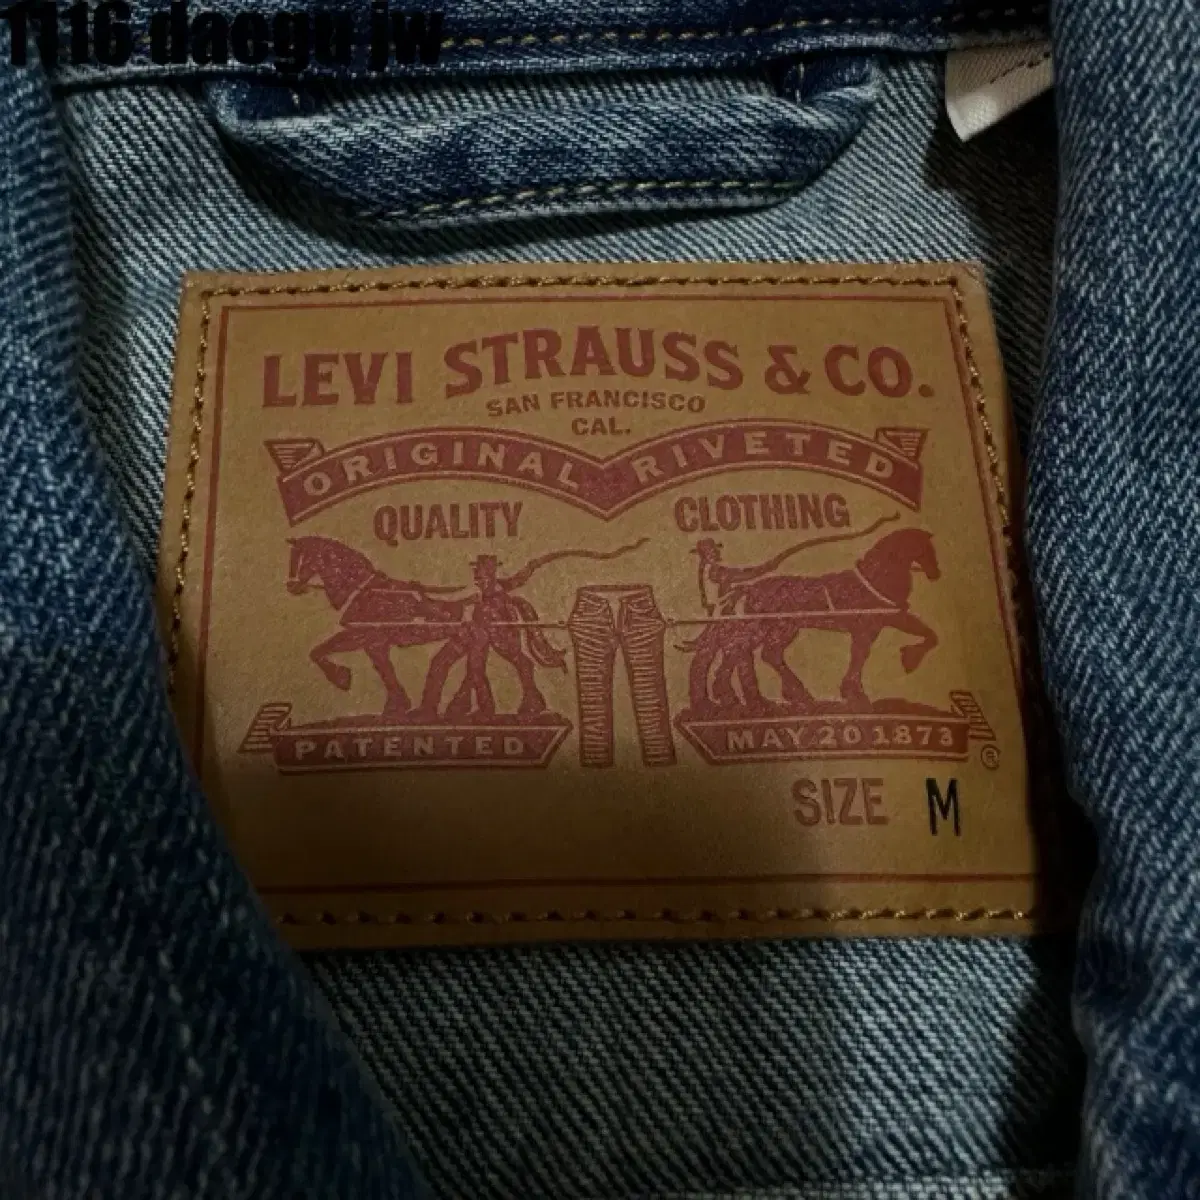 1116 daegu jw
LEVI STRAUSS & CO.
SAN FRANCISCO
CAL.
ORIGINAL RIVETED
QUALITY CLOTHING
PATENTED MAY 20 1873
®
SIZE M